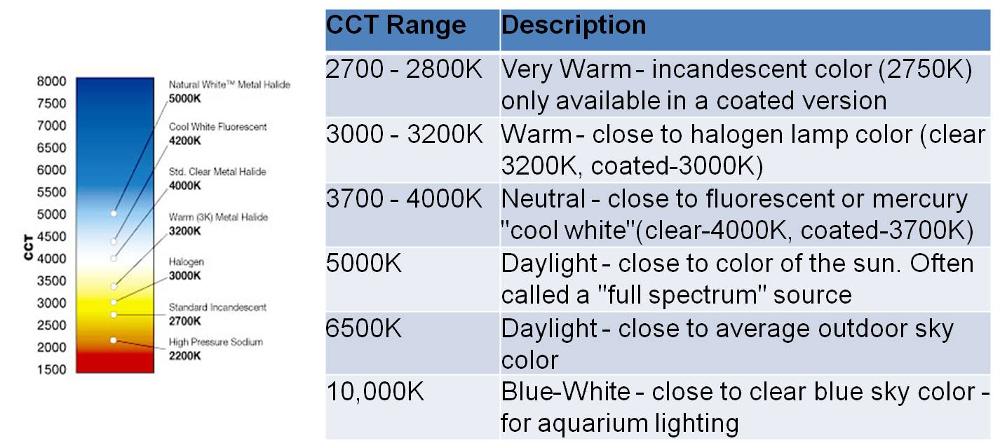 CCT
8000
7500
7000
6500
6000
5500
5000
4500
4000
3500
3000
2500
2000
1500
Natural White™ Metal Halide
5000K
Cool White Fluorescent
4200K
Std. Clear Metal Halide
4000K
Warm (3K) Metal Halide
3200K
Halogen
3000K
Standard Incandescent
2700K
High Pressure Sodium
2200K
CCT Range Description
2700 - 2800K Very Warm - incandescent color (2750K)
only available in a coated version
3000 - 3200K Warm - close to halogen lamp color (clear
3200K, coated-3000K)
3700 - 4000K Neutral - close to fluorescent or mercury
"cool white"(clear-4000K, coated-3700K)
5000K Daylight - close to color of the sun. Often
called a "full spectrum" source
6500K Daylight - close to average outdoor sky
color
10,000K Blue-White - close to clear blue sky color -
for aquarium lighting